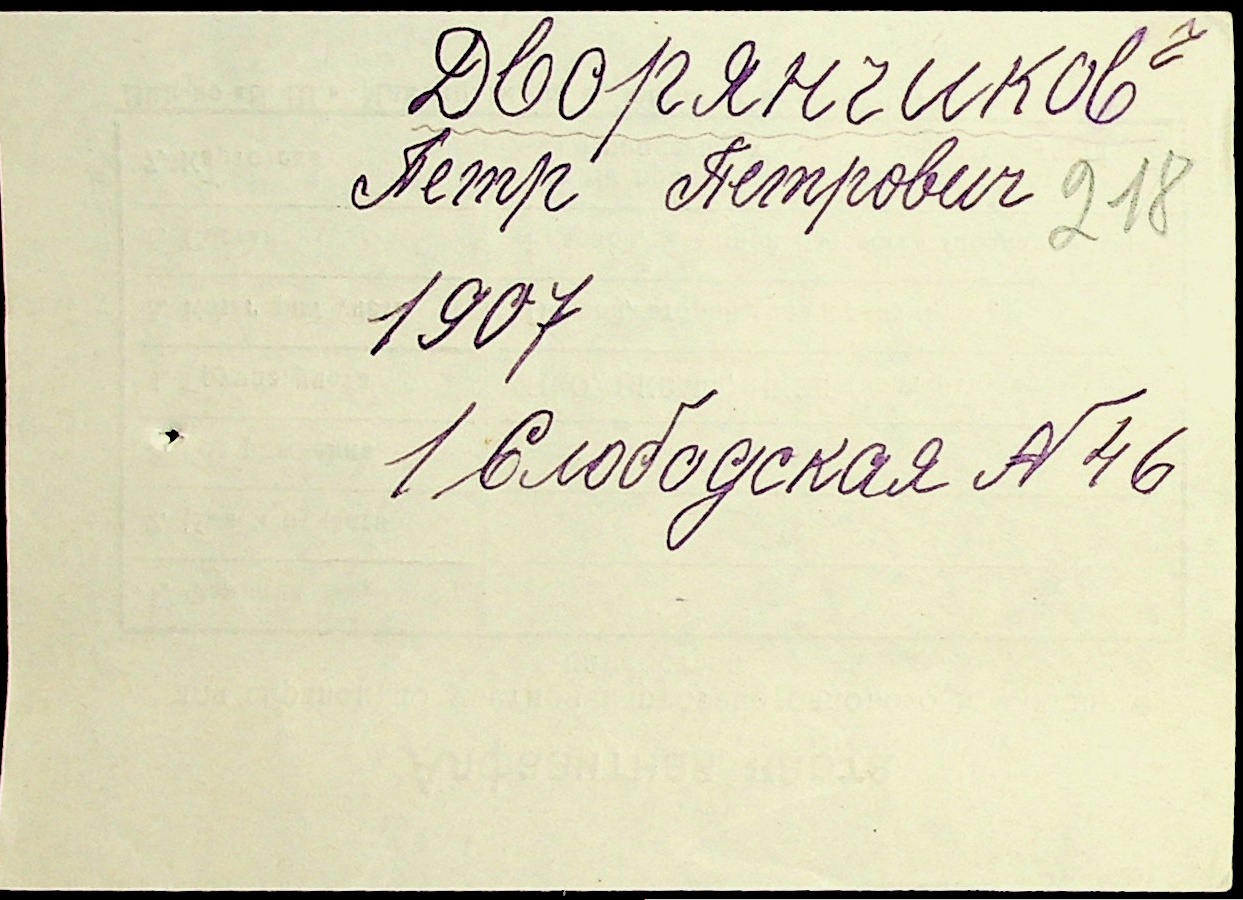 Дворянчиков
Петр Петрович 218
1907
1 Слободская № 46